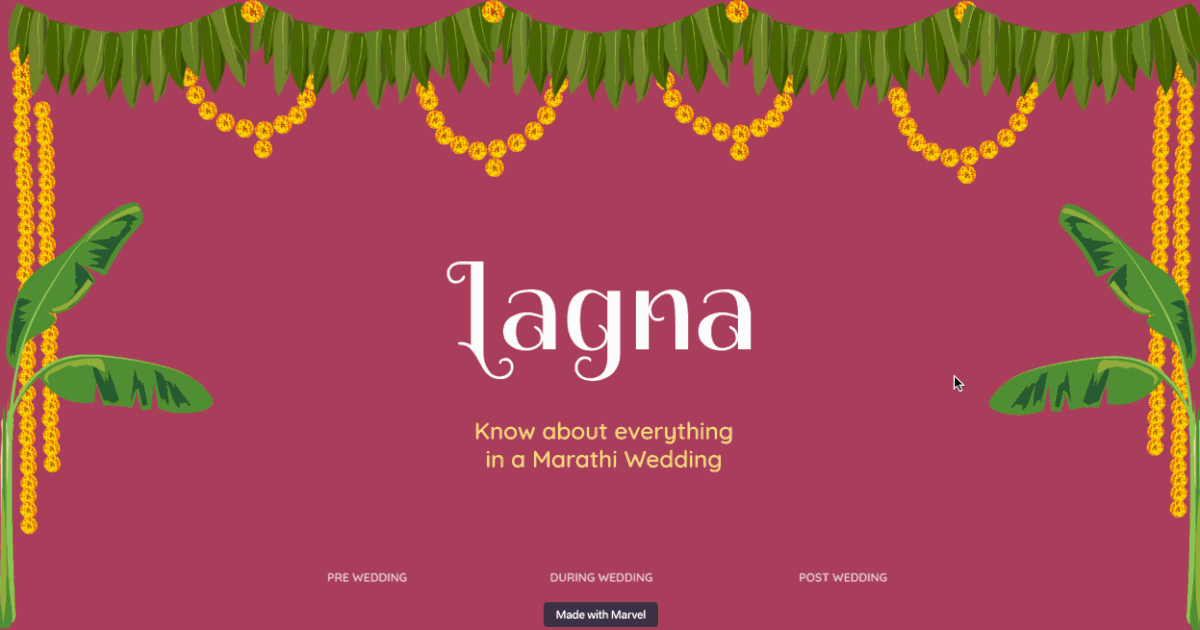 Lagna
Know about everything
in a Marathi Wedding
PRE WEDDING
DURING WEDDING
POST WEDDING
Made with Marvel